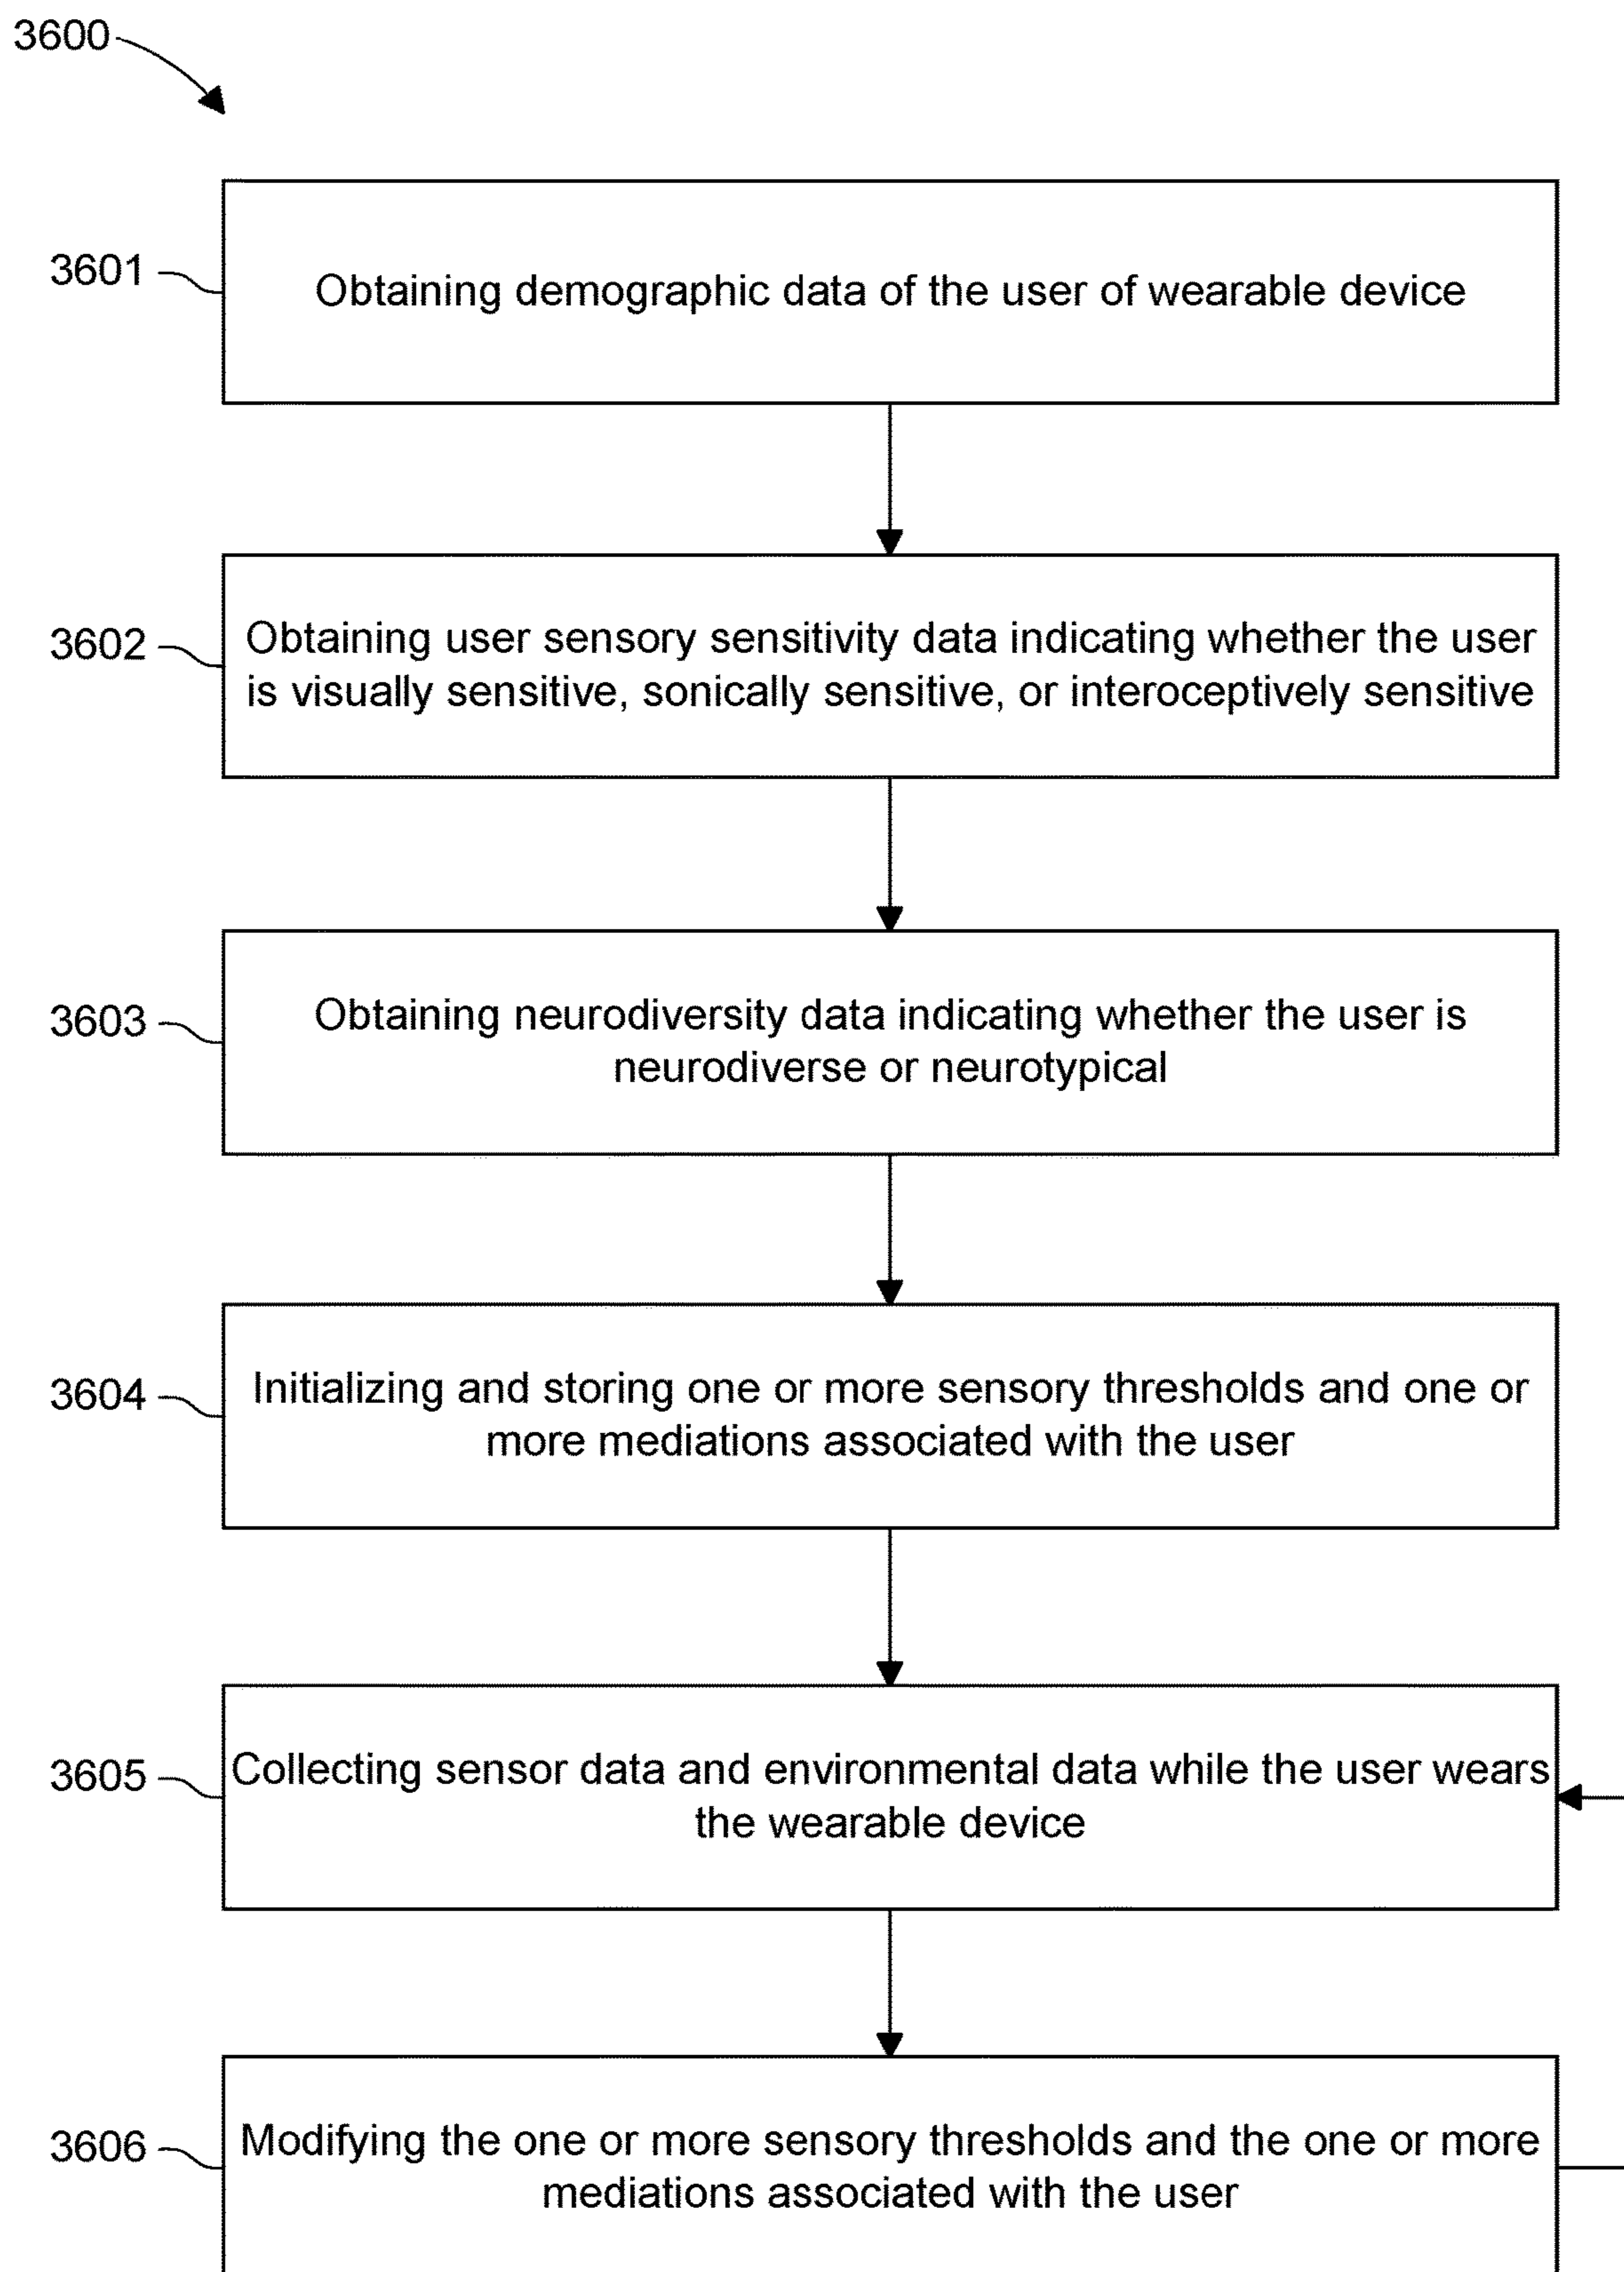 3600
3601
Obtaining demographic data of the user of wearable device
3602
Obtaining user sensory sensitivity data indicating whether the user
is visually sensitive, sonically sensitive, or interoceptively sensitive
3603
Obtaining neurodiversity data indicating whether the user is
neurodiverse or neurotypical
3604
Initializing and storing one or more sensory thresholds and one or
more mediations associated with the user
3605
Collecting sensor data and environmental data while the user wears
the wearable device
3606
Modifying the one or more sensory thresholds and the one or more
mediations associated with the user